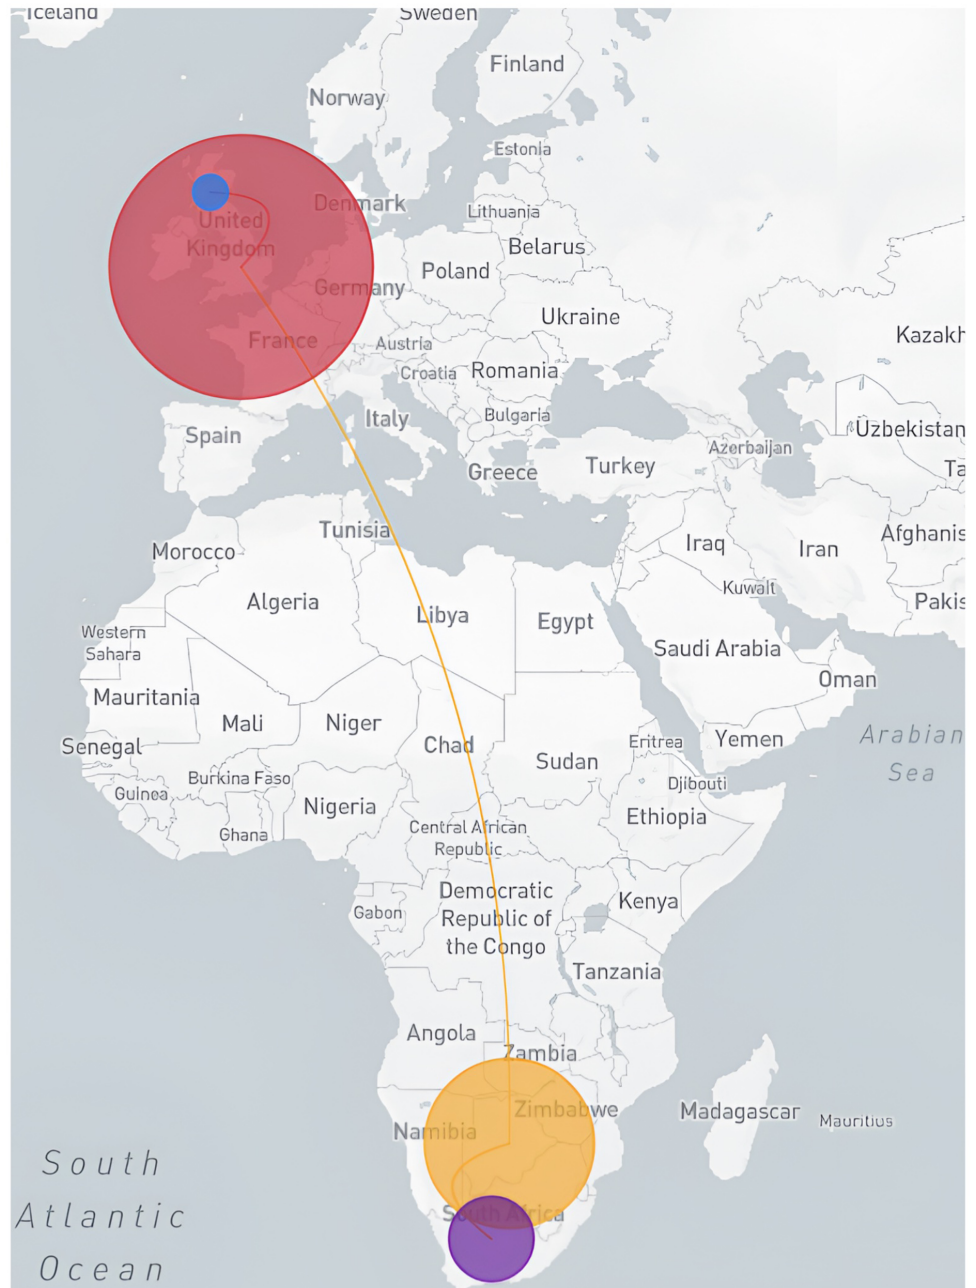 Iceland
Sweden
Finland
Norway
Estonia
Denmark
Lithuania
United
Kingdom
Belarus
Poland
Germany
Ukraine
France
Austria
Kazakh
Croatia
Romania
Italy
Bulgaria
Spain
Uzbekistan
Azerbaijan
Greece
Turkey
Ta
Tunisia
Afghanis
Morocco
Iraq
Iran
Kuwait
Algeria
Pakis
Libya
Egypt
Western
Sahara
Saudi Arabia
Oman
Mauritania
Mali
Niger
Arabian
Sea
Senegal
Chad
Eritrea
Yemen
Sudan
Burkina Faso
Djibouti
Guinea
Nigeria
Ethiopia
Ghana
Central African
Republic
Democratic
Republic of
the Congo
Kenya
Gabon
Tanzania
Angola
Zambia
Zimbabwe
Madagascar
Mauritius
Namibia
South
Atlantic
Ocean
South Africa